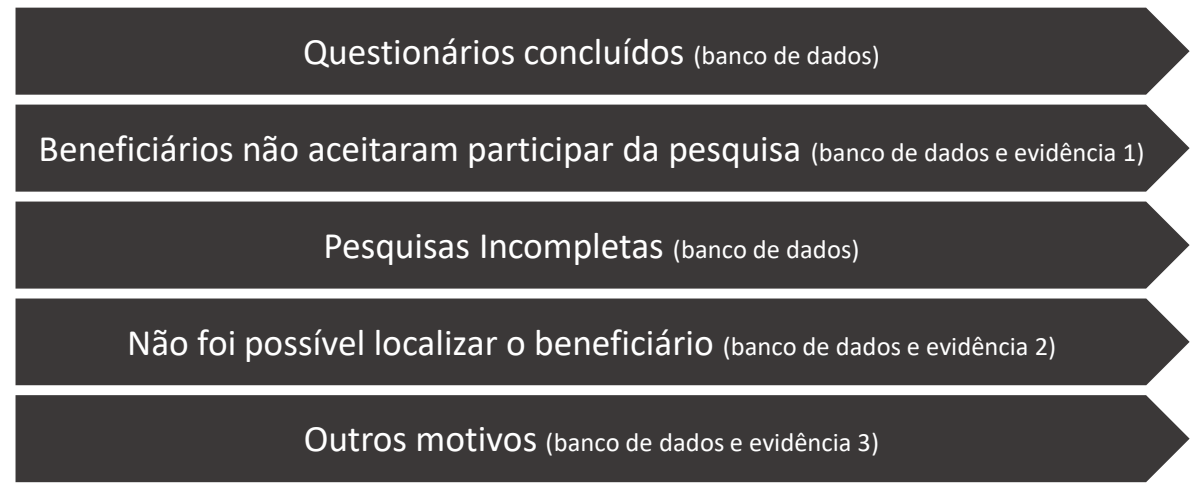 Questionários concluídos (banco de dados)
Beneficiários não aceitaram participar da pesquisa (banco de dados e evidência 1)
Pesquisas Incompletas (banco de dados)
Não foi possível localizar o beneficiário (banco de dados e evidência 2)
Outros motivos (banco de dados e evidência 3)